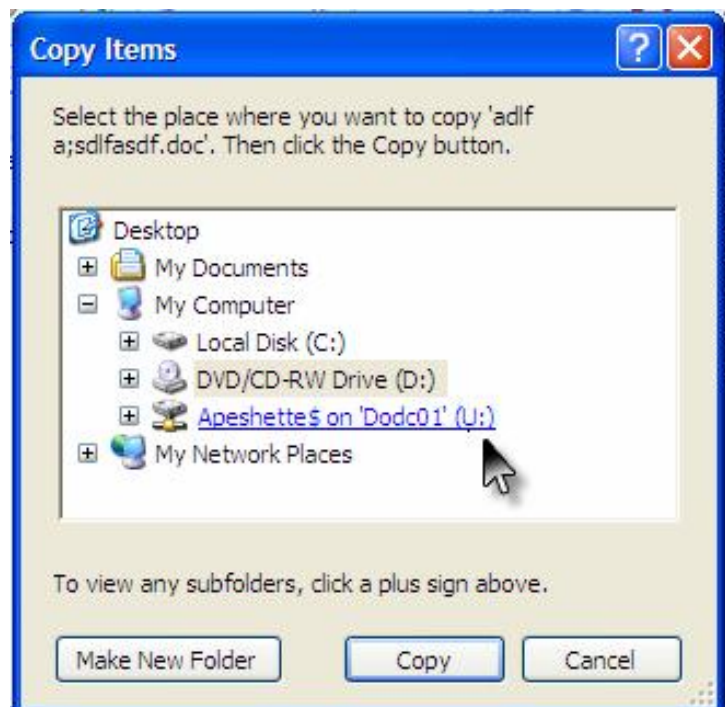 Copy Items
Select the place where you want to copy 'adlf
a;sdlfasdf.doc'. Then click the Copy button.
Desktop
My Documents
My Computer
Local Disk (C:)
DVD/CD-RW Drive (D:)
Apeshette$ on 'Dodc01' (U:)
My Network Places
To view any subfolders, click a plus sign above.
Make New Folder Copy Cancel